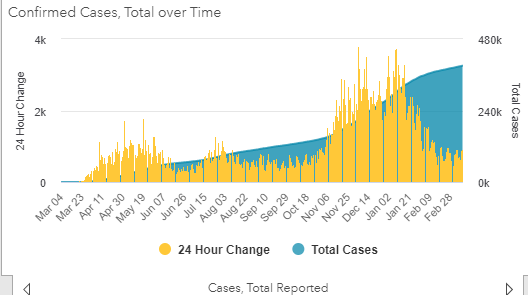 Confirmed Cases, Total over Time
4k
2k
0
24 Hour Change
480k
240k
0k
Total Cases
Mar 04
Mar 23
Apr 11
Apr 30
May 19
Jun 07
Jun 26
Jul 15
Aug 03
Aug 22
Sep 10
Sep 29
Oct 18
Nov 06
Nov 25
Dec 14
Jan 02
Jan 21
Feb 09
Feb 28
24 Hour Change
Total Cases
Cases, Total Reported